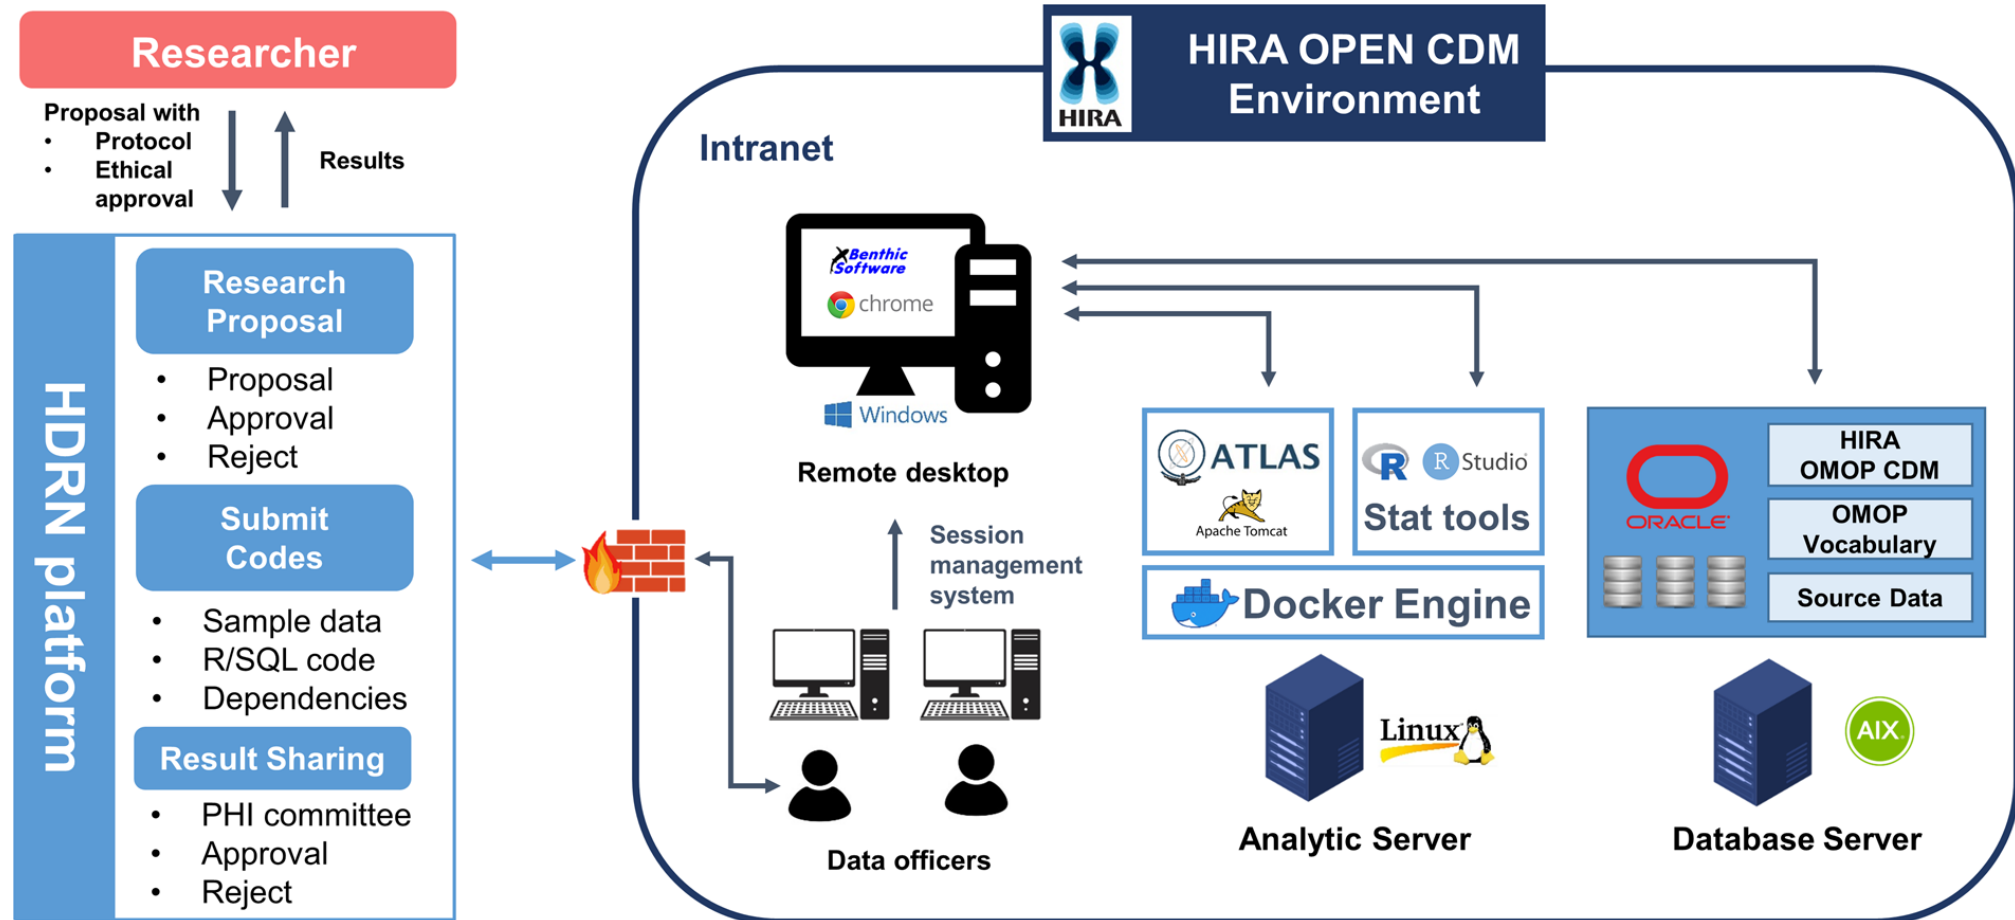 Researcher
Proposal with
• Protocol
• Ethical
approval
Results
HDRN platform
Research
Proposal
• Proposal
• Approval
• Reject
Submit
Codes
• Sample data
• R/SQL code
• Dependencies
Result Sharing
• PHI committee
• Approval
• Reject
HIRA
HIRA OPEN CDM
Environment
Intranet
Benthic
Software
chrome
Windows
Remote desktop
Session
management
system
Data officers
ATLAS
Apache Tomcat
R
R Studio
Stat tools
Docker Engine
Linux
Analytic Server
ORACLE
HIRA
OMOP CDM
OMOP
Vocabulary
Source Data
AIX
Database Server